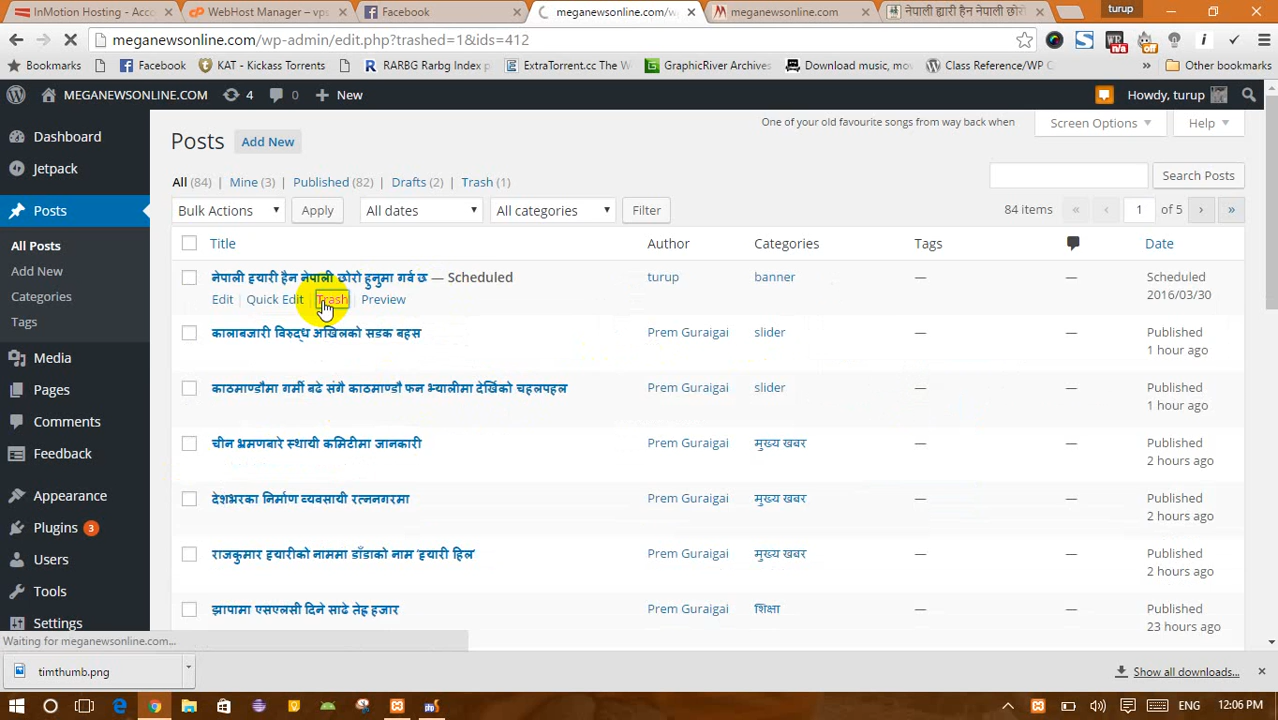 InMotion Hosting - Acco
WebHost Manager – vps
Facebook
meganewsonline.com/wp
meganewsonline.com
नेपाली ह्यारी हैन नेपाली छोरो
turup
meganewsonline.com/wp-admin/edit.php?trashed=1&ids=412
Bookmarks
Facebook
KAT - Kickass Torrents
RARBG Rarbg Index p
ExtraTorrent.cc The W
GraphicRiver Archives
Download music, mo
Class Reference/WP C
» Other bookmarks
MEGANEWSONLINE.COM 4 0 + New
Howdy, turup
Dashboard
Jetpack
Posts
All Posts
Add New
Categories
Tags
Media
Pages
Comments
Feedback
Appearance
Plugins 3
Users
Tools
Settings
Posts Add New
One of your old favourite songs from way back when
Screen Options
Help
All (84) | Mine (3) | Published (82) | Drafts (2) | Trash (1)
Search Posts
Bulk Actions Apply All dates All categories Filter
84 items « ‹ 1 of 5 › »
Title Author Categories Tags Date
नेपाली ह्यारी हैन नेपाली छोरो हुनुमा गर्व छ — Scheduled turup banner — — Scheduled
2016/03/30
Edit | Quick Edit | Trash | Preview
कालाबजारी विरुद्ध अखिलको सडक बहस Prem Guraigai slider — — Published
1 hour ago
काठमाण्डौमा गर्मी बढे संगै काठमाण्डौ फन भ्यालीमा देखिंको चहलपहल Prem Guraigai slider — — Published
1 hour ago
चीन भ्रमणबारे स्थायी कमिटीमा जानकारी Prem Guraigai मुख्य खबर — — Published
2 hours ago
देशभरका निर्माण व्यवसायी रत्ननगरमा Prem Guraigai मुख्य खबर — — Published
2 hours ago
राजकुमार ह्यारीको नाममा डाँडाको नाम 'ह्यारी हिल' Prem Guraigai मुख्य खबर — — Published
2 hours ago
झापामा एसएलसी दिने साढे तेह्र हजार Prem Guraigai शिक्षा — — Published
23 hours ago
Waiting for meganewsonline.com...
timthumb.png
Show all downloads...
ENG 12:06 PM